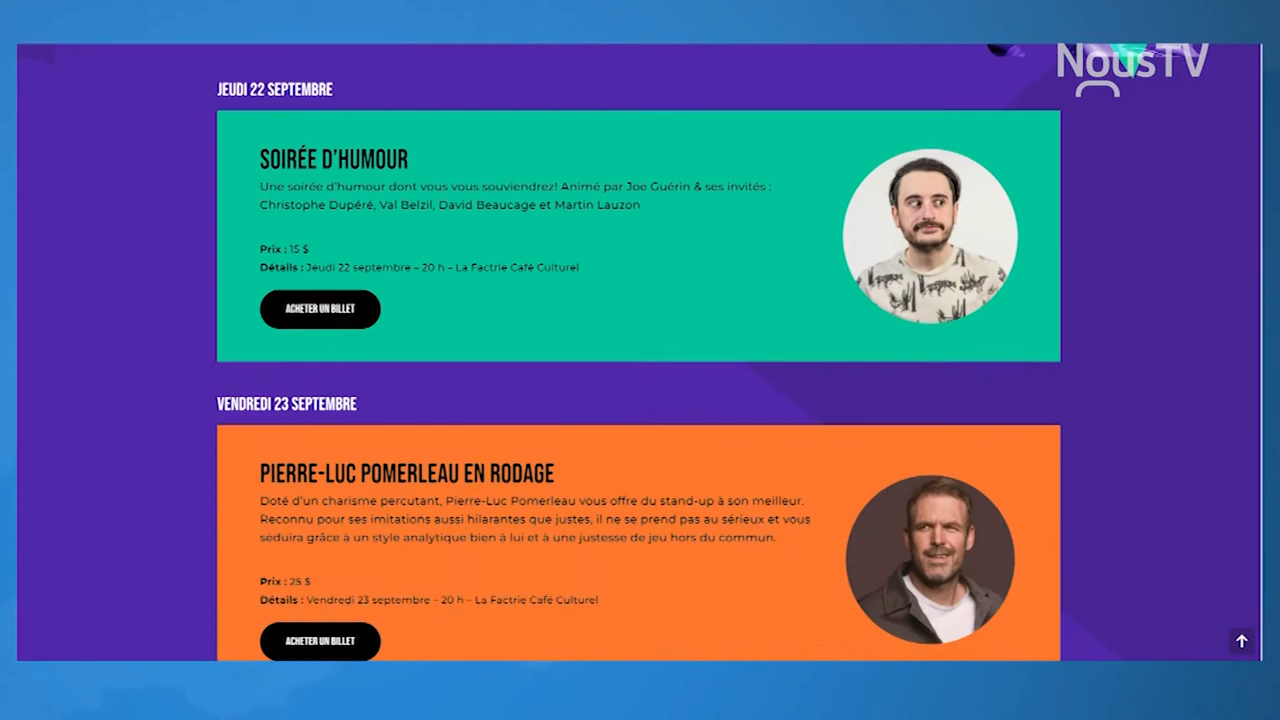 NousTV
JEUDI 22 SEPTEMBRE
SOIRÉE D'HUMOUR
Une soirée d'humour dont vous vous souviendrez! Animé par Joe Guérin & ses invités :
Christophe Dupéré, Val Belzil, David Beaucage et Martin Lauzon
Prix : 15 $
Détails : Jeudi 22 septembre – 20 h – La Factrie Café Culturel
ACHETER UN BILLET
VENDREDI 23 SEPTEMBRE
PIERRE-LUC POMERLEAU EN RODAGE
Doté d'un charisme percutant, Pierre-Luc Pomerleau vous offre du stand-up à son meilleur.
Reconnu pour ses imitations aussi hilarantes que justes, il ne se prend pas au sérieux et vous
séduira grâce à un style analytique bien à lui et à une justesse de jeu hors du commun.
Prix : 25 $
Détails : Vendredi 23 septembre – 20 h – La Factrie Café Culturel
ACHETER UN BILLET